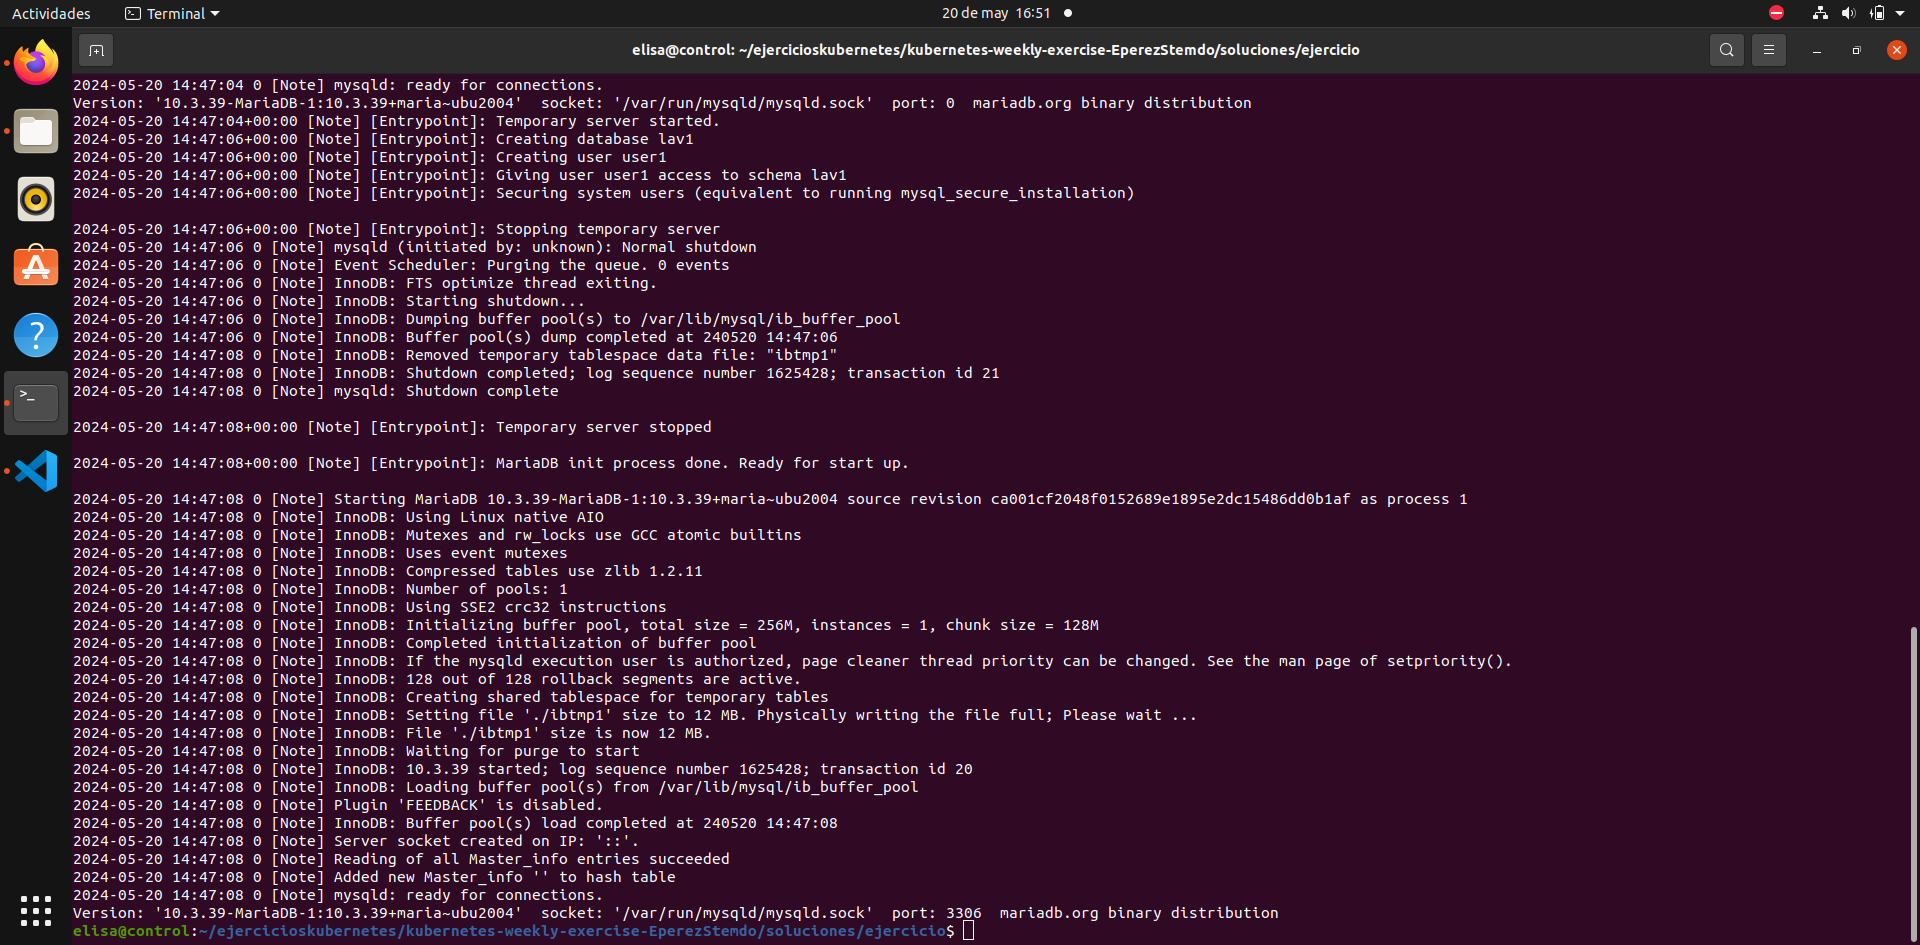 Actividades
Terminal
20 de may 16:51
elisa@control: ~/ejercicioskubernetes/kubernetes-weekly-exercise-EperezStemdo/soluciones/ejercicio
2024-05-20 14:47:04 0 [Note] mysqld: ready for connections.
Version: '10.3.39-MariaDB-1:10.3.39+maria~ubu2004'  socket: '/var/run/mysqld/mysqld.sock'  port: 0  mariadb.org binary distribution
2024-05-20 14:47:04+00:00 [Note] [Entrypoint]: Temporary server started.
2024-05-20 14:47:06+00:00 [Note] [Entrypoint]: Creating database lav1
2024-05-20 14:47:06+00:00 [Note] [Entrypoint]: Creating user user1
2024-05-20 14:47:06+00:00 [Note] [Entrypoint]: Giving user user1 access to schema lav1
2024-05-20 14:47:06+00:00 [Note] [Entrypoint]: Securing system users (equivalent to running mysql_secure_installation)
2024-05-20 14:47:06+00:00 [Note] [Entrypoint]: Stopping temporary server
2024-05-20 14:47:06 0 [Note] mysqld (initiated by: unknown): Normal shutdown
2024-05-20 14:47:06 0 [Note] Event Scheduler: Purging the queue. 0 events
2024-05-20 14:47:06 0 [Note] InnoDB: FTS optimize thread exiting.
2024-05-20 14:47:06 0 [Note] InnoDB: Starting shutdown...
2024-05-20 14:47:06 0 [Note] InnoDB: Dumping buffer pool(s) to /var/lib/mysql/ib_buffer_pool
2024-05-20 14:47:06 0 [Note] InnoDB: Buffer pool(s) dump completed at 240520 14:47:06
2024-05-20 14:47:08 0 [Note] InnoDB: Removed temporary tablespace data file: "ibtmp1"
2024-05-20 14:47:08 0 [Note] InnoDB: Shutdown completed; log sequence number 1625428; transaction id 21
2024-05-20 14:47:08 0 [Note] mysqld: Shutdown complete
2024-05-20 14:47:08+00:00 [Note] [Entrypoint]: Temporary server stopped
2024-05-20 14:47:08+00:00 [Note] [Entrypoint]: MariaDB init process done. Ready for start up.
2024-05-20 14:47:08 0 [Note] Starting MariaDB 10.3.39-MariaDB-1:10.3.39+maria~ubu2004 source revision ca001cf2048f0152689e1895e2dc15486dd0b1af as process 1
2024-05-20 14:47:08 0 [Note] InnoDB: Using Linux native AIO
2024-05-20 14:47:08 0 [Note] InnoDB: Mutexes and rw_locks use GCC atomic builtins
2024-05-20 14:47:08 0 [Note] InnoDB: Uses event mutexes
2024-05-20 14:47:08 0 [Note] InnoDB: Compressed tables use zlib 1.2.11
2024-05-20 14:47:08 0 [Note] InnoDB: Number of pools: 1
2024-05-20 14:47:08 0 [Note] InnoDB: Using SSE2 crc32 instructions
2024-05-20 14:47:08 0 [Note] InnoDB: Initializing buffer pool, total size = 256M, instances = 1, chunk size = 128M
2024-05-20 14:47:08 0 [Note] InnoDB: Completed initialization of buffer pool
2024-05-20 14:47:08 0 [Note] InnoDB: If the mysqld execution user is authorized, page cleaner thread priority can be changed. See the man page of setpriority().
2024-05-20 14:47:08 0 [Note] InnoDB: 128 out of 128 rollback segments are active.
2024-05-20 14:47:08 0 [Note] InnoDB: Creating shared tablespace for temporary tables
2024-05-20 14:47:08 0 [Note] InnoDB: Setting file './ibtmp1' size to 12 MB. Physically writing the file full; Please wait ...
2024-05-20 14:47:08 0 [Note] InnoDB: File './ibtmp1' size is now 12 MB.
2024-05-20 14:47:08 0 [Note] InnoDB: Waiting for purge to start
2024-05-20 14:47:08 0 [Note] InnoDB: 10.3.39 started; log sequence number 1625428; transaction id 20
2024-05-20 14:47:08 0 [Note] InnoDB: Loading buffer pool(s) from /var/lib/mysql/ib_buffer_pool
2024-05-20 14:47:08 0 [Note] Plugin 'FEEDBACK' is disabled.
2024-05-20 14:47:08 0 [Note] InnoDB: Buffer pool(s) load completed at 240520 14:47:08
2024-05-20 14:47:08 0 [Note] Server socket created on IP: '::'.
2024-05-20 14:47:08 0 [Note] Reading of all Master_info entries succeeded
2024-05-20 14:47:08 0 [Note] Added new Master_info '' to hash table
2024-05-20 14:47:08 0 [Note] mysqld: ready for connections.
Version: '10.3.39-MariaDB-1:10.3.39+maria~ubu2004'  socket: '/var/run/mysqld/mysqld.sock'  port: 3306  mariadb.org binary distribution
elisa@control:~/ejercicioskubernetes/kubernetes-weekly-exercise-EperezStemdo/soluciones/ejercicio$